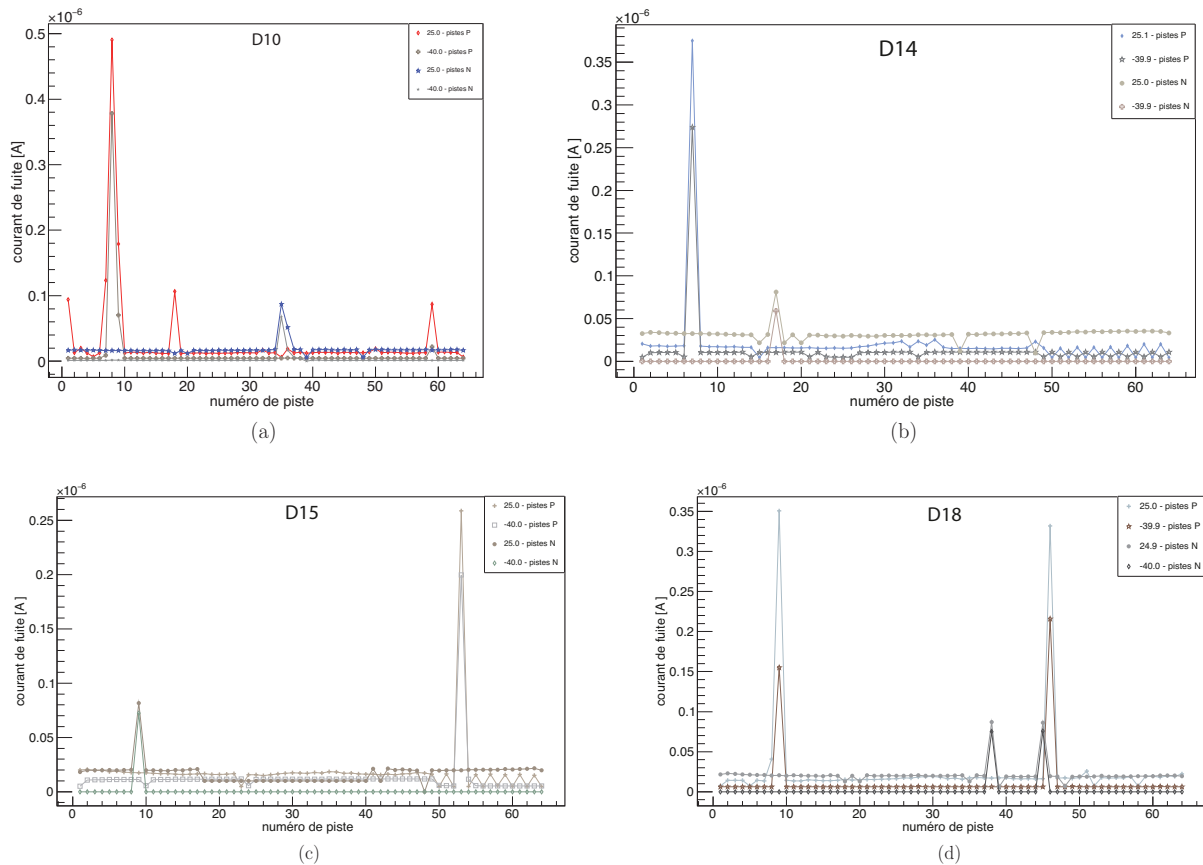 ×10⁻⁶
D10
25.0 - pistes P
-40.0 - pistes P
25.0 - pistes N
-40.0 - pistes N
courant de fuite [A]
0.5
0.4
0.3
0.2
0.1
0
0 10 20 30 40 50 60
numéro de piste
(a)
×10⁻⁶
D14
25.1 - pistes P
-39.9 - pistes P
25.0 - pistes N
-39.9 - pistes N
courant de fuite [A ]
0.35
0.3
0.25
0.2
0.15
0.1
0.05
0
0 10 20 30 40 50 60
numéro de piste
(b)
×10⁻⁶
D15
25.0 - pistes P
-40.0 - pistes P
25.0 - pistes N
-40.0 - pistes N
courant de fuite [A ]
0.25
0.2
0.15
0.1
0.05
0
0 10 20 30 40 50 60
numéro de piste
(c)
×10⁻⁶
D18
25.0 - pistes P
-39.9 - pistes P
24.9 - pistes N
-40.0 - pistes N
courant de fuite [A ]
0.35
0.3
0.25
0.2
0.15
0.1
0.05
0
0 10 20 30 40 50 60
numéro de piste
(d)